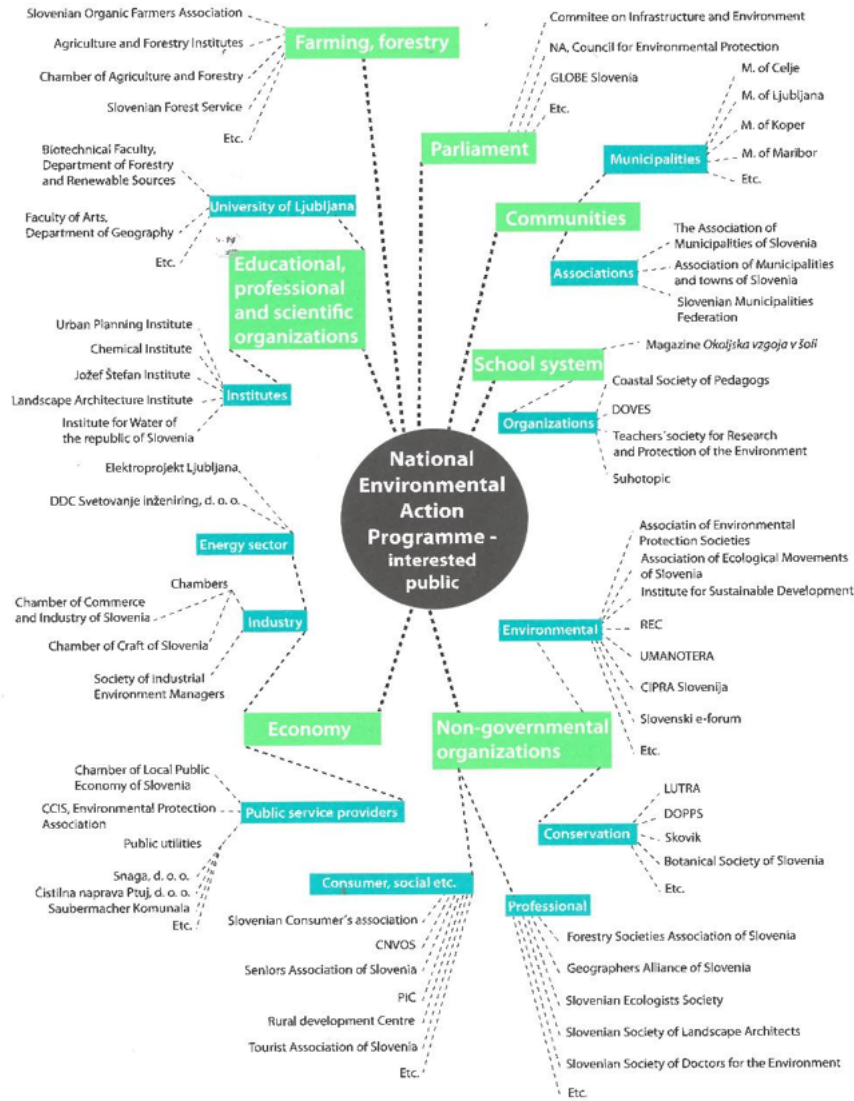 Slovenian Organic Farmers Association
Agriculture and Forestry Institutes
Chamber of Agriculture and Forestry
Slovenian Forest Service
Etc.
Farming, forestry
Commitee on Infrastructure and Environment
NA, Council for Environmental Protection
GLOBE Slovenia
Etc.
Parliament
M. of Celje
M. of Ljubljana
M. of Koper
M. of Maribor
Etc.
Municipalities
Communities
Associations
The Association of
Municipalities of Slovenia
Association of Municipalities
and towns of Slovenia
Slovenian Municipalities
Federation
Biotechnical Faculty,
Department of Forestry
and Renewable Sources
Faculty of Arts,
Department of Geography
Etc.
University of Ljubljana
Educational,
professional
and scientific
organizations
Urban Planning Institute
Chemical Institute
Jožef Štefan Institute
Landscape Architecture Institute
Institute for Water of
the republic of Slovenia
Institutes
School system
Magazine Okoljska vzgoja v šoli
Organizations
Coastal Society of Pedagogs
DOVES
Teachers´society for Research
and Protection of the Environment
Suhotopic
National
Environmental
Action
Programme -
interested
public
Elektroprojekt Ljubljana
DDC Svetovanje inženiring, d. o. o.
Energy sector
Chambers
Chamber of Commerce
and Industry of Slovenia
Chamber of Craft of Slovenia
Society of Industrial
Environment Managers
Industry
Economy
Chamber of Local Public
Economy of Slovenia
CCIS, Environmental Protection
Association
Public utilities
Snaga, d. o. o.
Čistilna naprava Ptuj, d. o. o.
Saubermacher Komunala
Etc.
Public service providers
Environmental
Associatin of Environmental
Protection Societies
Association of Ecological Movements
of Slovenia
Institute for Sustainable Development
REC
UMANOTERA
CIPRA Slovenija
Slovenski e-forum
Etc.
Non-governmental
organizations
Conservation
LUTRA
DOPPS
Skovik
Botanical Society of Slovenia
Etc.
Consumer, social etc.
Slovenian Consumer´s association
CNVOS
Seniors Association of Slovenia
PIC
Rural development Centre
Tourist Association of Slovenia
Etc.
Professional
Forestry Societies Association of Slovenia
Geographers Alliance of Slovenia
Slovenian Ecologists Society
Slovenian Society of Landscape Architects
Slovenian Society of Doctors for the Environment
Etc.